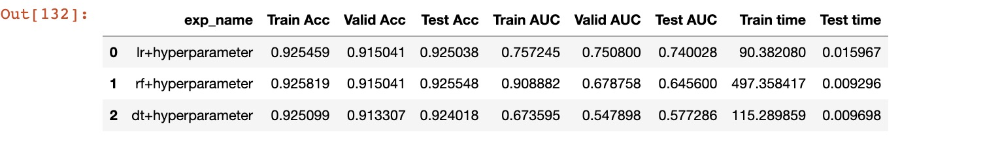 Out[132]:
exp_name Train Acc Valid Acc Test Acc Train AUC Valid AUC Test AUC Train time Test time
0 lr+hyperparameter 0.925459 0.915041 0.925038 0.757245 0.750800 0.740028 90.382080 0.015967
1 rf+hyperparameter 0.925819 0.915041 0.925548 0.908882 0.678758 0.645600 497.358417 0.009296
2 dt+hyperparameter 0.925099 0.913307 0.924018 0.673595 0.547898 0.577286 115.289859 0.009698